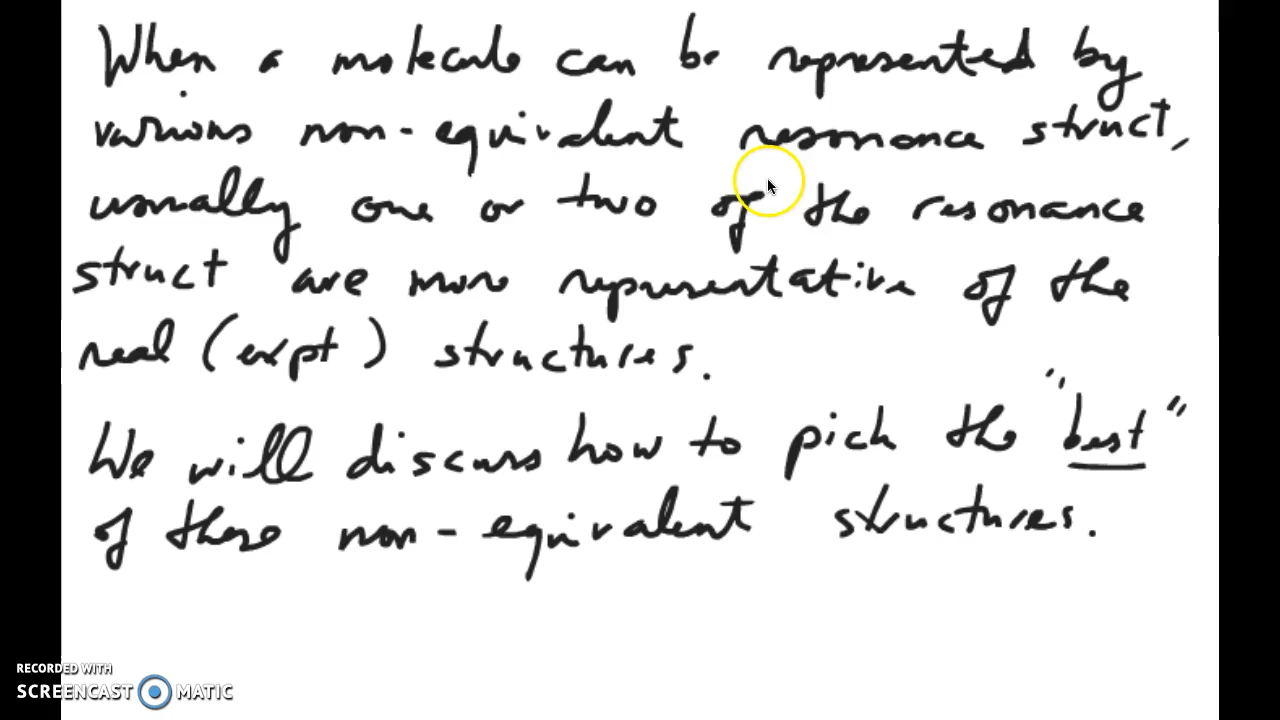 When a molecule can be represented by
various non-equivalent resonance struct,
usually one or two of the resonance
struct are more representative of the
real (expt) structures.
We will discuss how to pick the "best"
of these non-equivalent structures.
RECORDED WITH
SCREENCAST MATIC